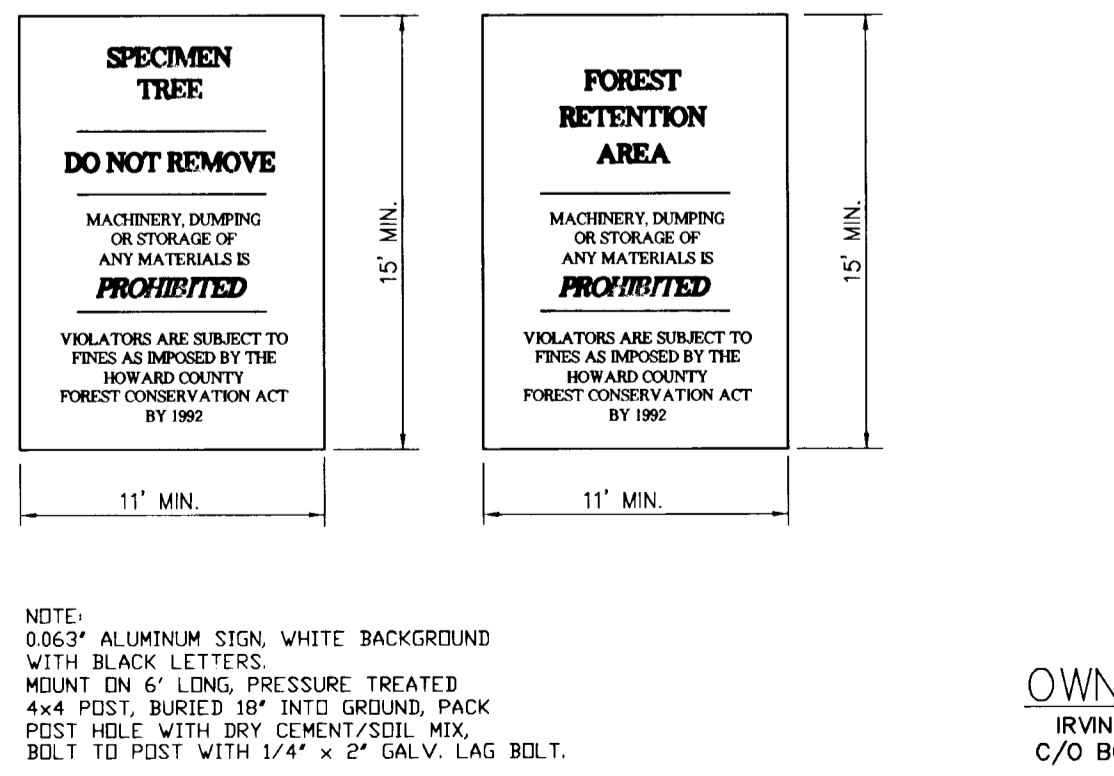 SPECIMEN
TREE
DO NOT REMOVE
MACHINERY, DUMPING
OR STORAGE OF
ANY MATERIALS IS
PROHIBITED
VIOLATORS ARE SUBJECT TO
FINES AS IMPOSED BY THE
HOWARD COUNTY
FOREST CONSERVATION ACT
BY 1992
15' MIN.
11' MIN.
FOREST
RETENTION
AREA
MACHINERY, DUMPING
OR STORAGE OF
ANY MATERIALS IS
PROHIBITED
VIOLATORS ARE SUBJECT TO
FINES AS IMPOSED BY THE
HOWARD COUNTY
FOREST CONSERVATION ACT
BY 1992
15' MIN.
11' MIN.
NOTE:
0.063" ALUMINUM SIGN, WHITE BACKGROUND
WITH BLACK LETTERS.
MOUNT ON 6' LONG, PRESSURE TREATED
4x4 POST, BURIED 18" INTO GROUND, PACK
POST HOLE WITH DRY CEMENT/SOIL MIX,
BOLT TO POST WITH 1/4" x 2" GALV. LAG BOLT.
OWN
IRVIN
C/O